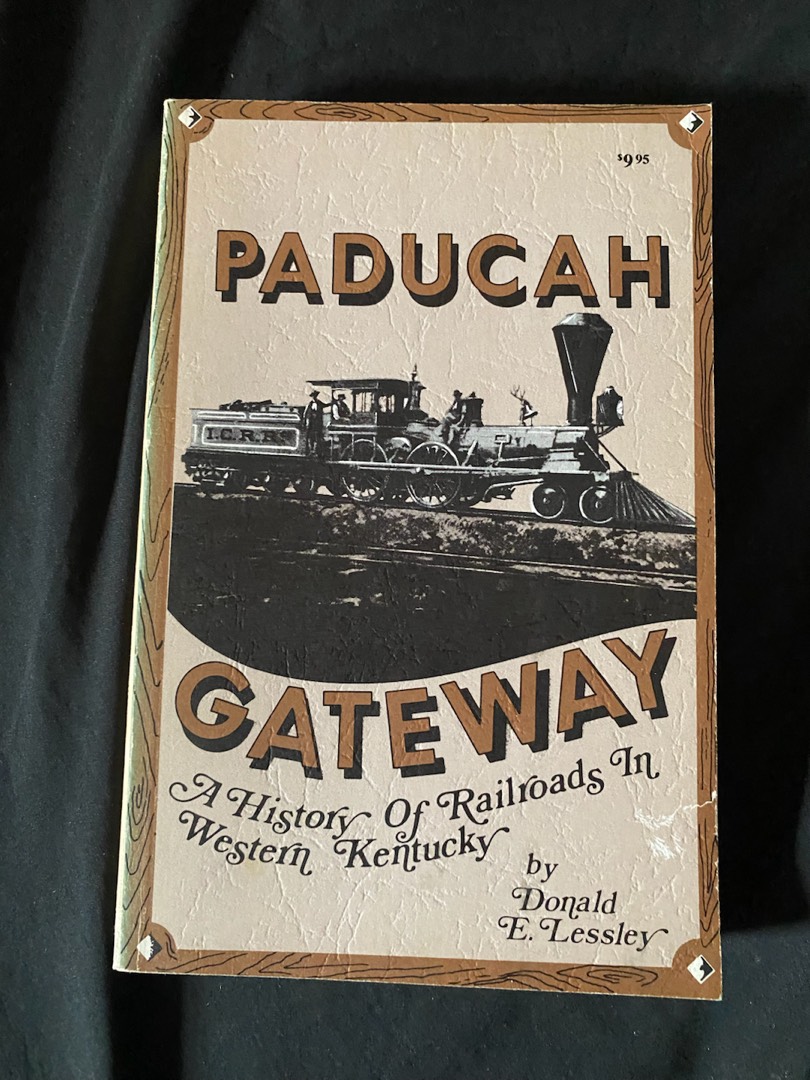 $9.95
PADUCAH
I.C.R.R.
GATEWAY
A History Of Railroads In
Western Kentucky
by
Donald
E. Lessley